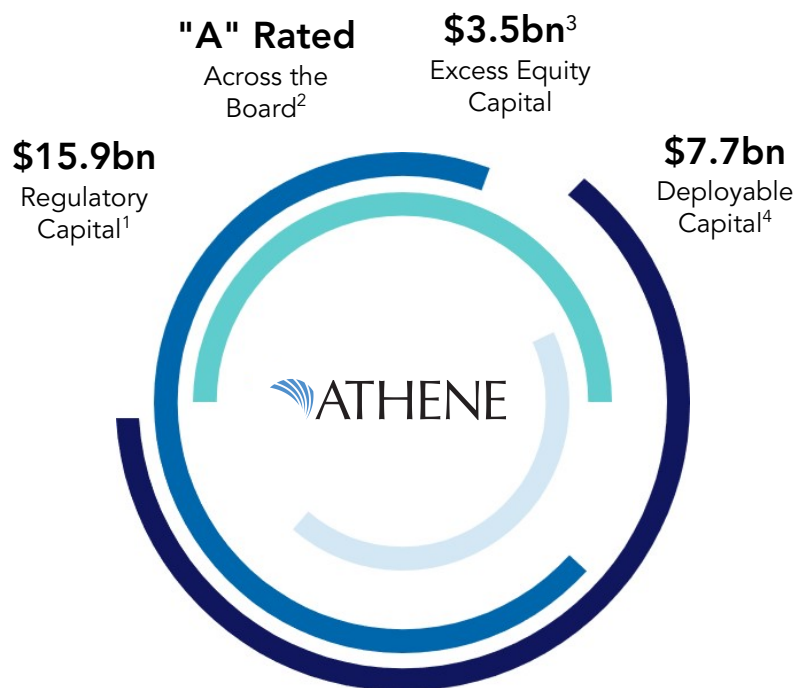 "A" Rated
Across the
Board2
$3.5bn3
Excess Equity
Capital
$15.9bn
Regulatory
Capital1
$7.7bn
Deployable
Capital4
ATHENE